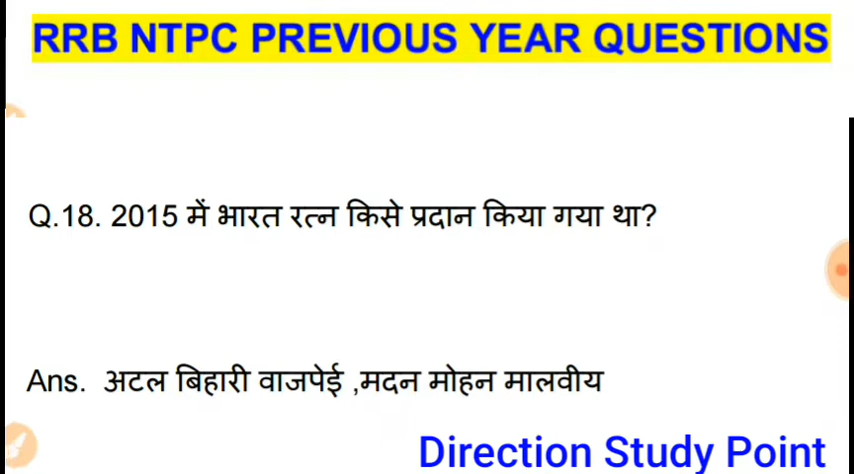 RRB NTPC PREVIOUS YEAR QUESTIONS
Q.18. 2015 में भारत रत्न किसे प्रदान किया गया था?
Ans. अटल बिहारी वाजपेई ,मदन मोहन मालवीय
Direction Study Point